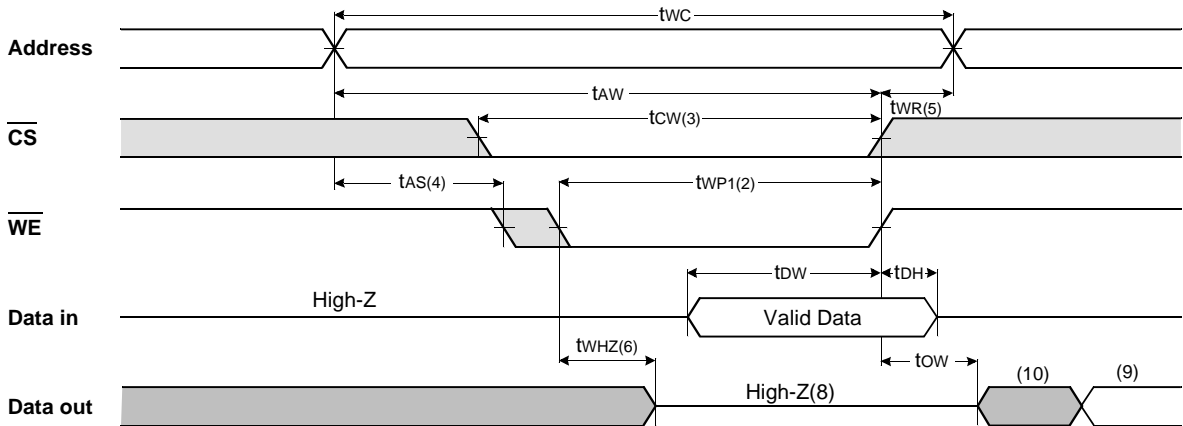 tWC
Address
tAW
tWR(5)
tCW(3)
CS
tAS(4)
tWP1(2)
WE
tDW
tDH
High-Z
Data in
Valid Data
tWHZ(6)
tOW
(10)
(9)
High-Z(8)
Data out